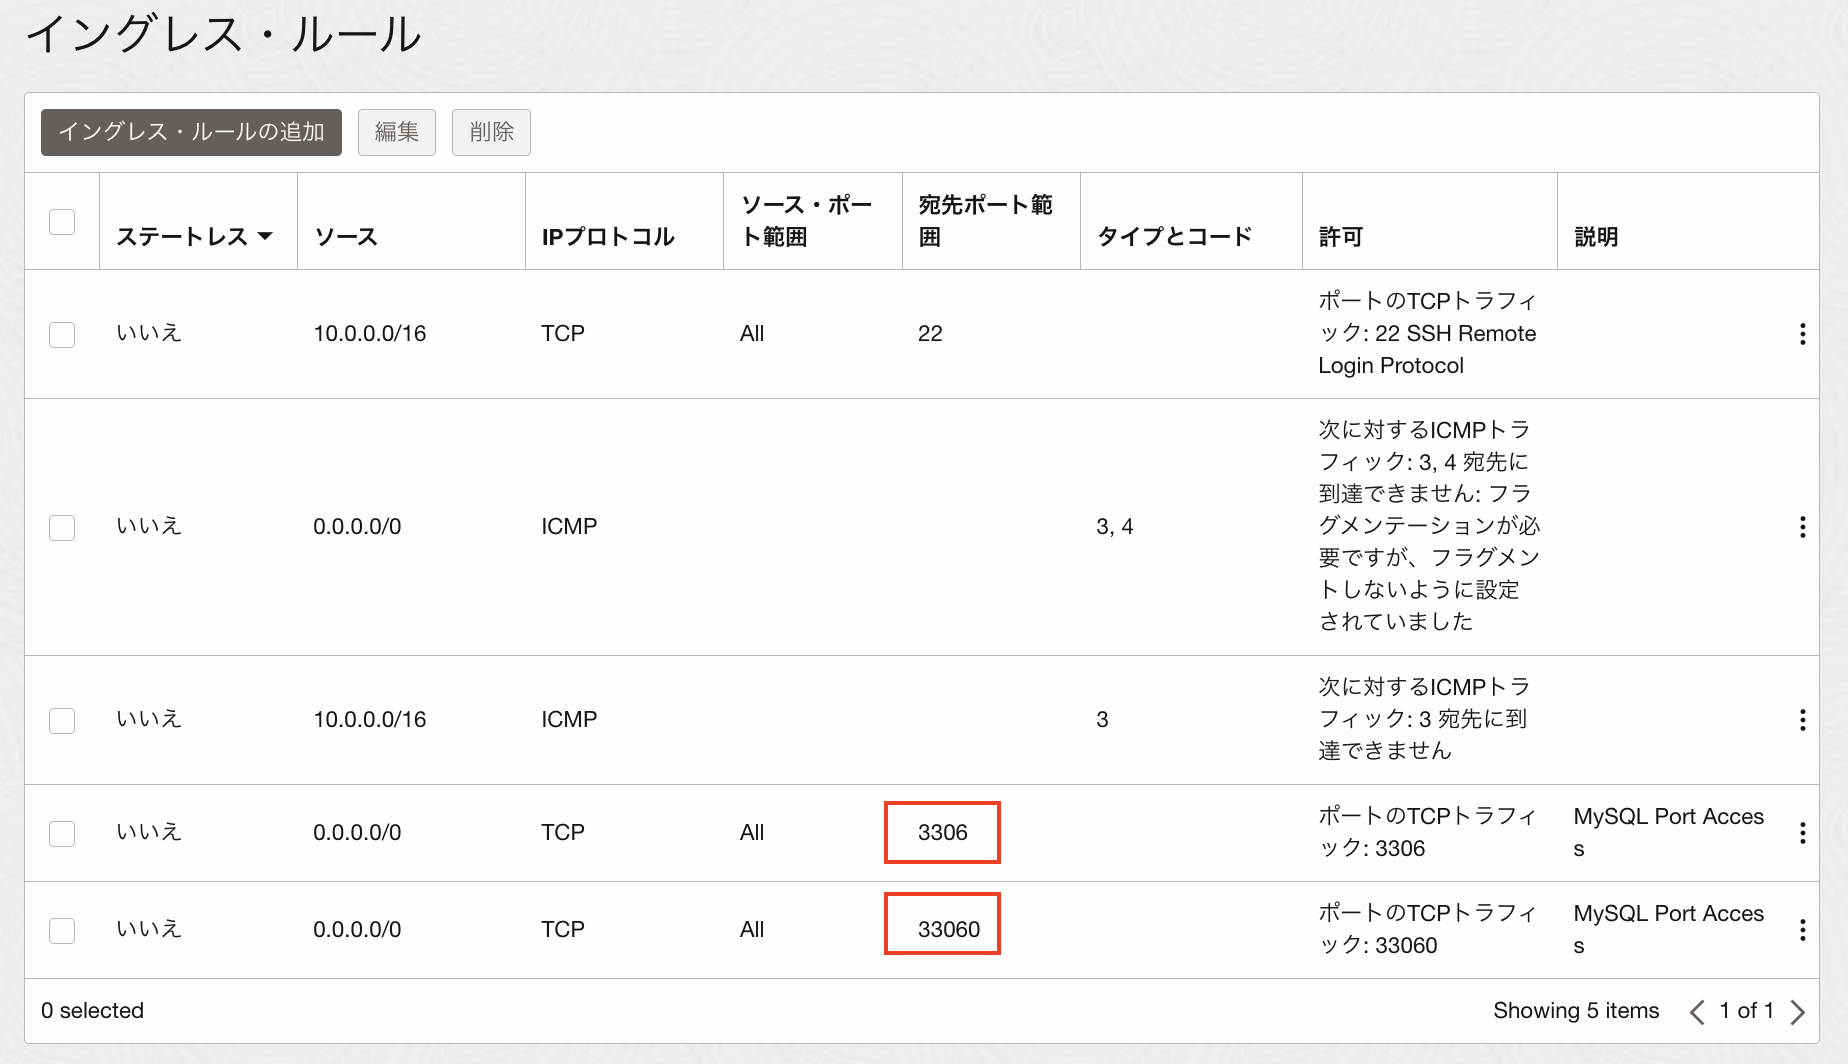 イングレス・ルール
イングレス・ルールの追加 編集 削除
ステートレス ソース IPプロトコル ソース・ポー
ト範囲 宛先ポート範
囲 タイプとコード 許可 説明
いいえ 10.0.0.0/16 TCP All 22 ポートのTCPトラフィ
ック: 22 SSH Remote
Login Protocol
いいえ 0.0.0.0/0 ICMP 3, 4 次に対するICMPトラ
フィック: 3, 4 宛先に
到達できません: フラ
グメンテーションが必
要ですが、フラグメン
トしないように設定
されていました
いいえ 10.0.0.0/16 ICMP 3 次に対するICMPトラ
フィック: 3 宛先に到
達できません
いいえ 0.0.0.0/0 TCP All 3306 ポートのTCPトラフィ
ック: 3306 MySQL Port Acces
s
いいえ 0.0.0.0/0 TCP All 33060 ポートのTCPトラフィ
ック: 33060 MySQL Port Acces
s
0 selected Showing 5 items 1 of 1